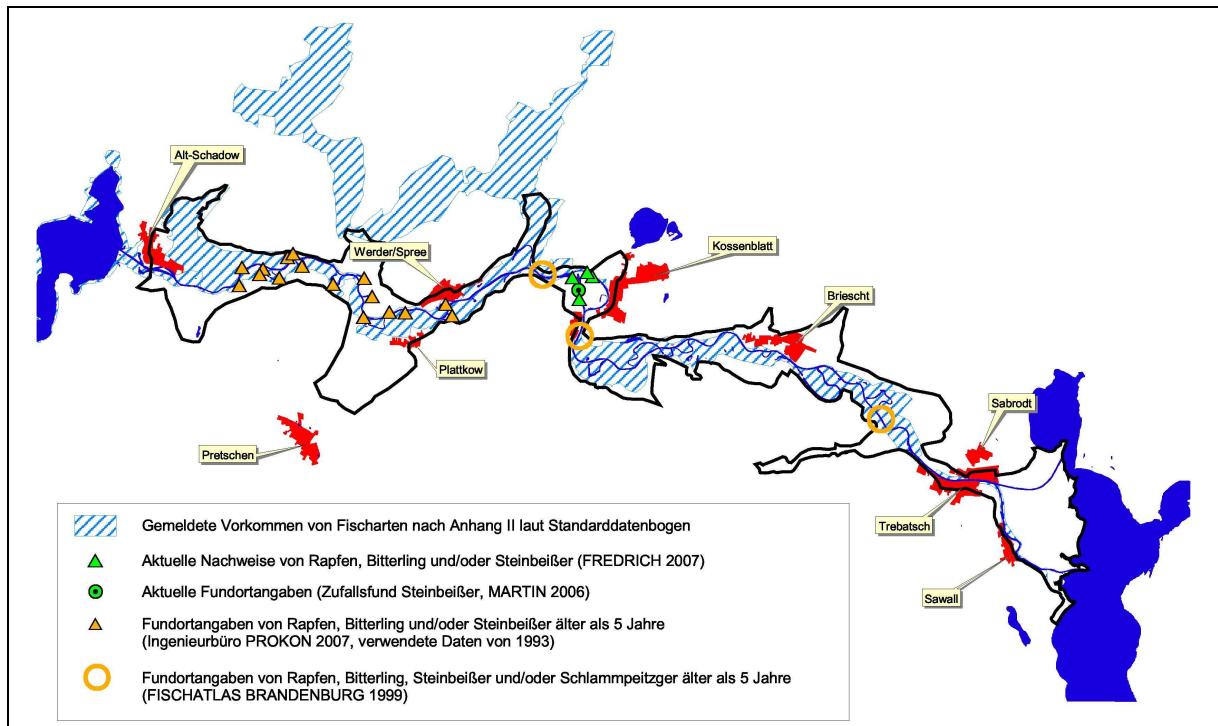 Alt-Schadow
Werder/Spree
Kossenblatt
Briescht
Plattkow
Sabrodt
Pretschen
Trebatsch
Sawall
Gemeldete Vorkommen von Fischarten nach Anhang II laut Standarddatenbogen
Aktuelle Nachweise von Rapfen, Bitterling und/oder Steinbeißer (FREDRICH 2007)
Aktuelle Fundortangaben (Zufallsfund Steinbeißer, MARTIN 2006)
Fundortangaben von Rapfen, Bitterling und/oder Steinbeißer älter als 5 Jahre
(Ingenieurbüro PROKON 2007, verwendete Daten von 1993)
Fundortangaben von Rapfen, Bitterling, Steinbeißer und/oder Schlammpeitzger älter als 5 Jahre
(FISCHATLAS BRANDENBURG 1999)